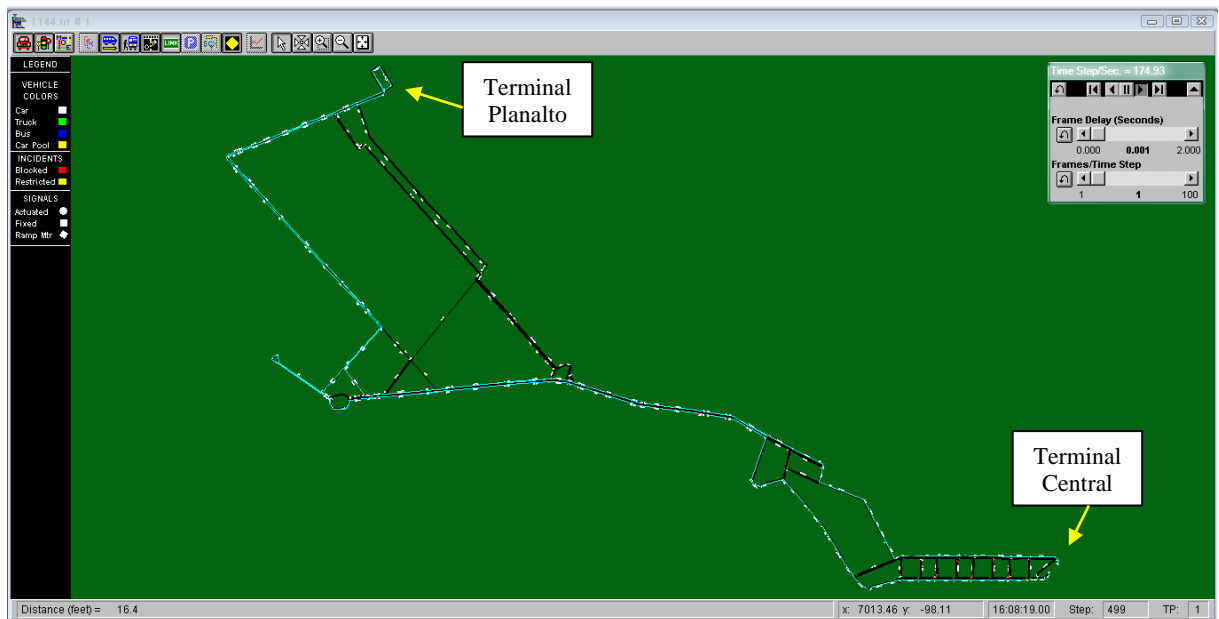 T144.trf # 1
LINK
LEGEND
VEHICLE
COLORS
Car
Truck
Bus
Car Pool
INCIDENTS
Blocked
Restricted
SIGNALS
Actuated
Fixed
Ramp Mtr
Terminal
Planalto
Time Step/Sec. = 174.93
Frame Delay (Seconds)
0.000 0.001 2.000
Frames/Time Step
1 1 100
Terminal
Central
Distance (feet) = 16.4
x: 7013.46 y: -98.11
16:08:19.00
Step: 499
TP: 1